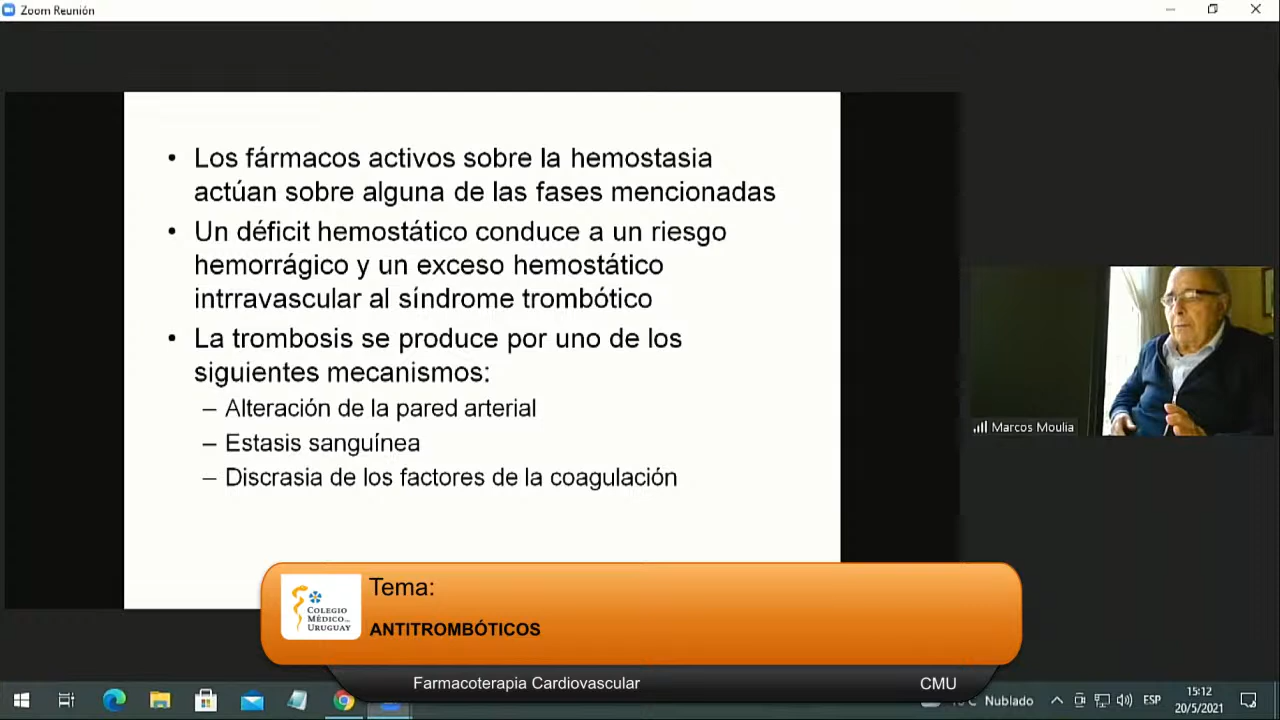 Zoom Reunión
• Los fármacos activos sobre la hemostasia
actúan sobre alguna de las fases mencionadas
• Un déficit hemostático conduce a un riesgo
hemorrágico y un exceso hemostático
intrravascular al síndrome trombótico
• La trombosis se produce por uno de los
siguientes mecanismos:
– Alteración de la pared arterial
– Estasis sanguínea
– Discrasia de los factores de la coagulación
Marcos Moulia
COLEGIO
MÉDICO DEL
URUGUAY
Tema:
ANTITROMBÓTICOS
Farmacoterapia Cardiovascular
CMU
Nublado
ESP
15:12
20/5/2021